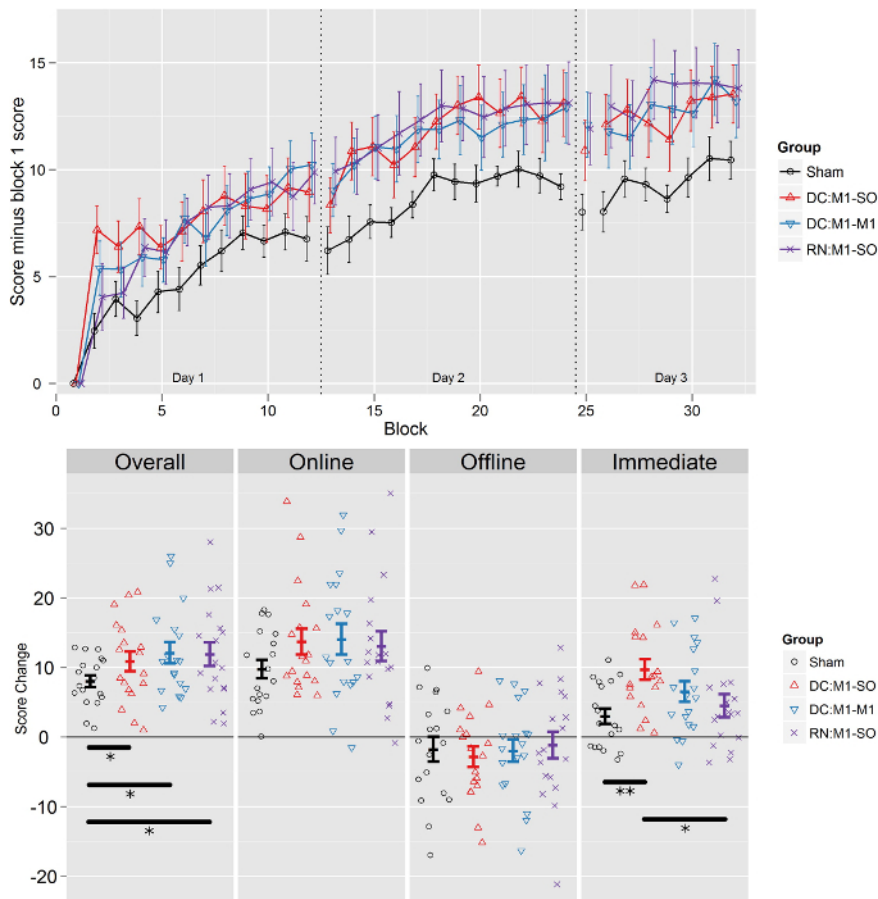 Score minus block 1 score
15
10
5
0
Day 1
Day 2
Day 3
0
5
10
15
20
25
30
Block
Group
Sham
DC:M1-SO
DC:M1-M1
RN:M1-SO
Overall
Online
Offline
Immediate
Score Change
30
20
10
0
-10
-20
*
*
*
**
*
Group
Sham
DC:M1-SO
DC:M1-M1
RN:M1-SO